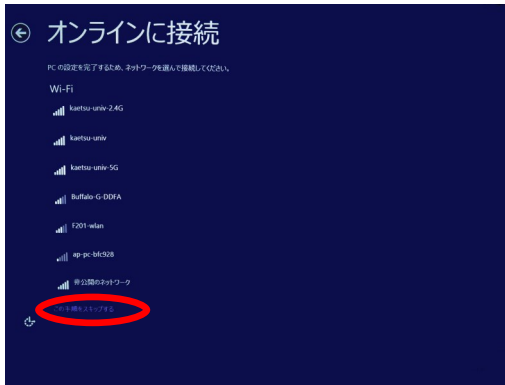 オンラインに接続
PC の設定を完了するため、ネットワークを選んで接続してください。
Wi-Fi
kaetsu-univ-2.4G
kaetsu-univ
kaetsu-univ-5G
Buffalo-G-DDFA
F201-wlan
ap-pc-bfc928
非公開のネットワーク
この手順をスキップする